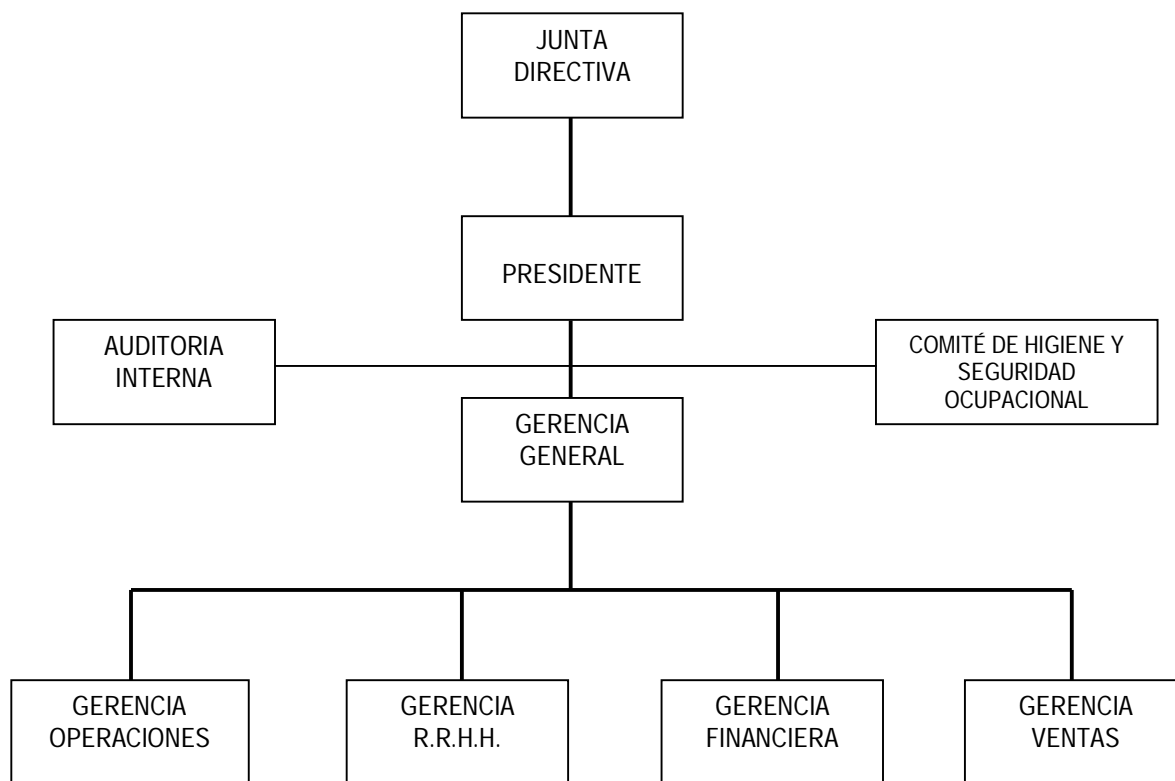 JUNTA
DIRECTIVA
PRESIDENTE
AUDITORIA
INTERNA
COMITÉ DE HIGIENE Y
SEGURIDAD
OCUPACIONAL
GERENCIA
GENERAL
GERENCIA
OPERACIONES
GERENCIA
R.R.H.H.
GERENCIA
FINANCIERA
GERENCIA
VENTAS